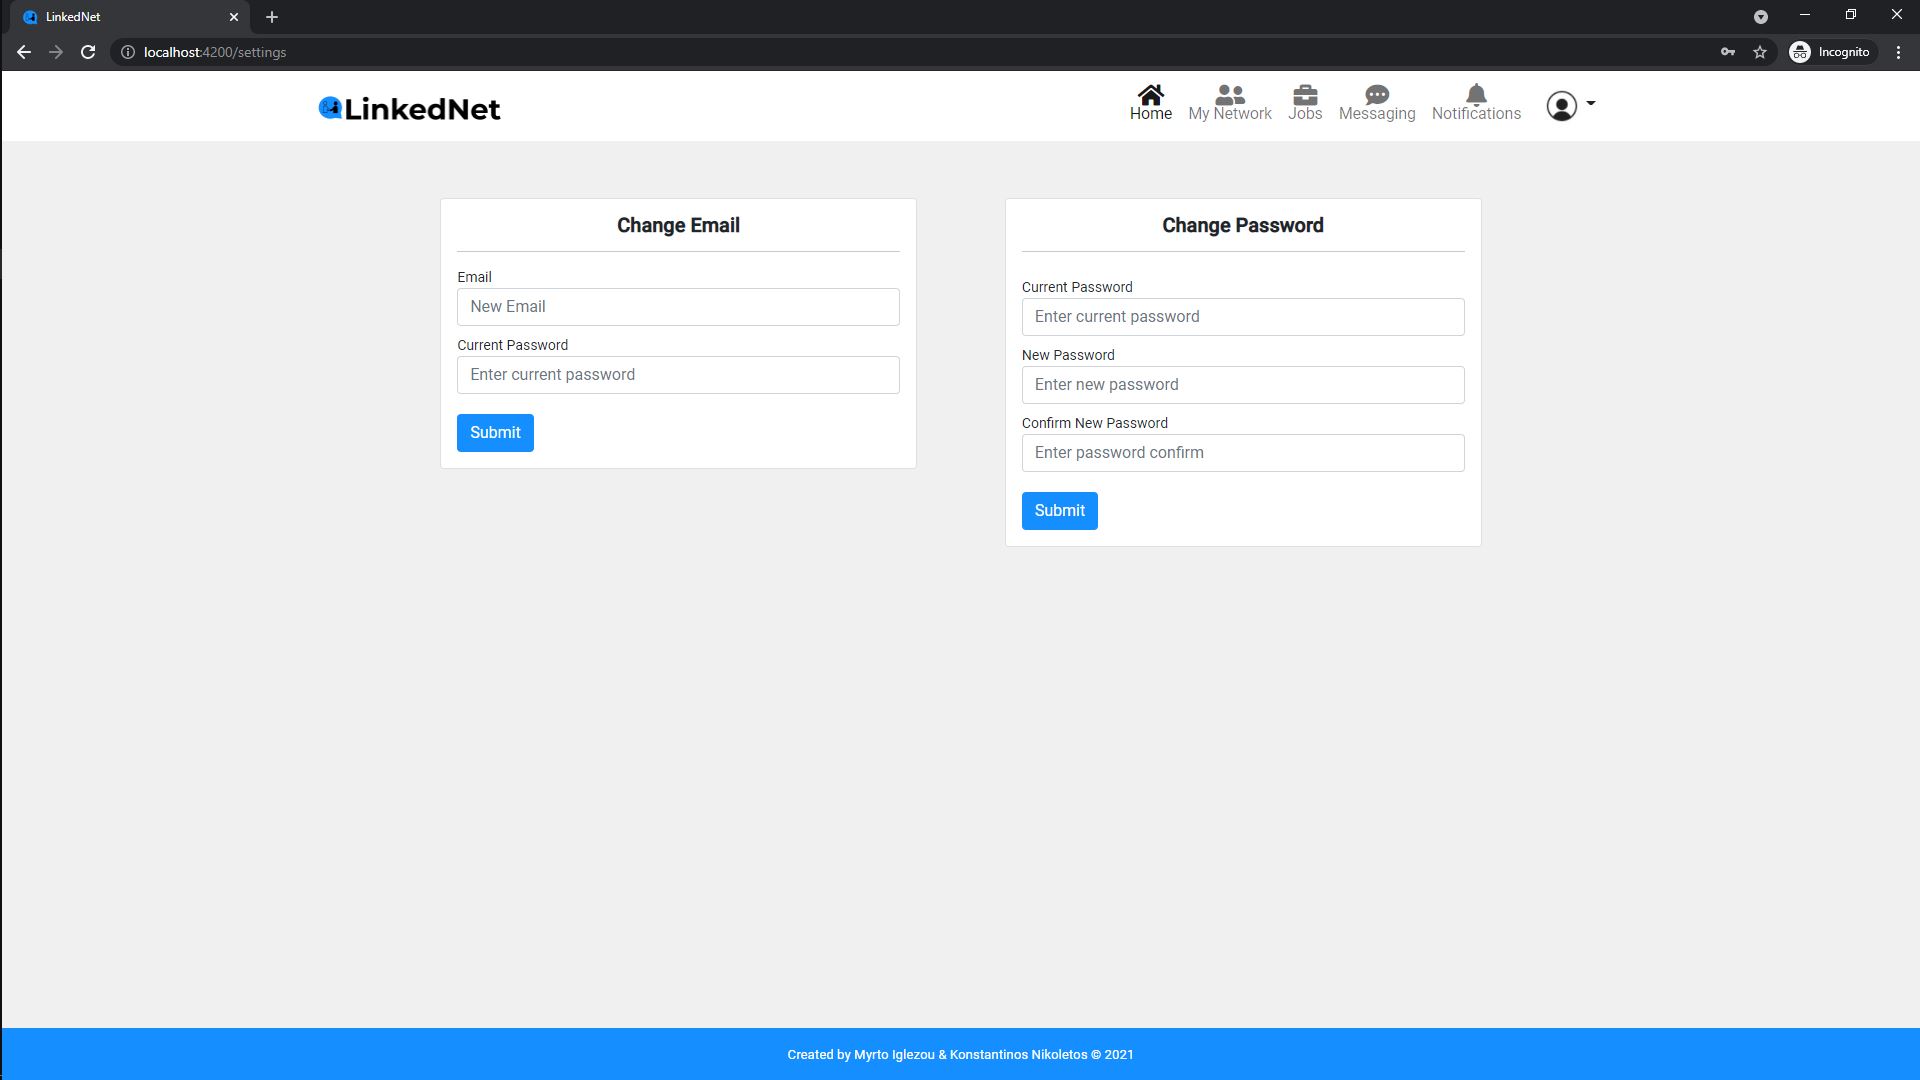 LinkedNet
localhost:4200/settings
Incognito
LinkedNet
Home
My Network
Jobs
Messaging
Notifications
Change Email
Email
New Email
Current Password
Enter current password
Submit
Change Password
Current Password
Enter current password
New Password
Enter new password
Confirm New Password
Enter password confirm
Submit
Created by Myrto Iglezou & Konstantinos Nikoletos © 2021